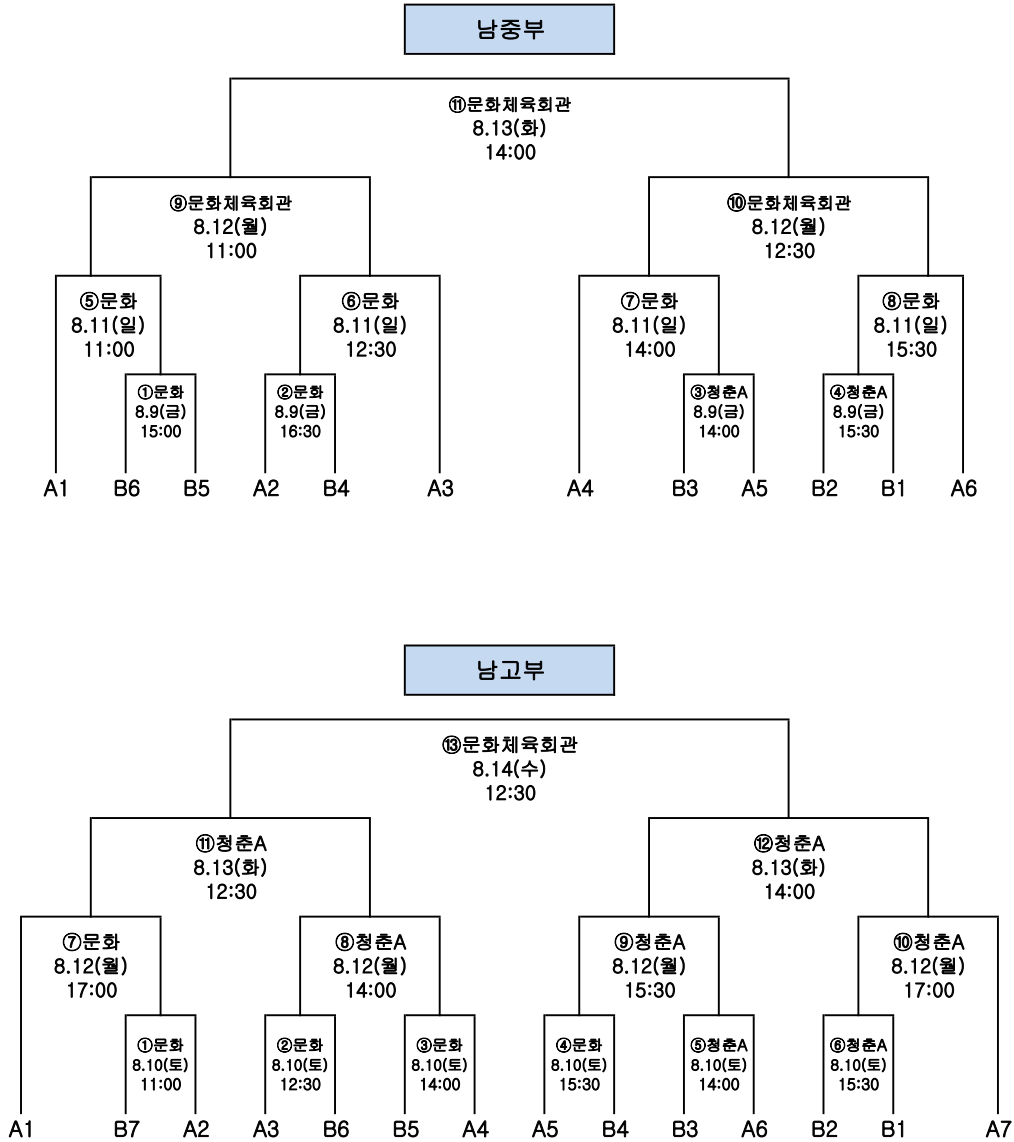 남중부
⑪문화체육회관
8.13(화)
14:00
⑨문화체육회관
8.12(월)
11:00
⑩문화체육회관
8.12(월)
12:30
⑤문화
8.11(일)
11:00
⑥문화
8.11(일)
12:30
⑦문화
8.11(일)
14:00
⑧문화
8.11(일)
15:30
①문화
8.9(금)
15:00
②문화
8.9(금)
16:30
③청춘A
8.9(금)
14:00
④청춘A
8.9(금)
15:30
A1 B6 B5 A2 B4 A3 A4 B3 A5 B2 B1 A6
남고부
⑬문화체육회관
8.14(수)
12:30
⑪청춘A
8.13(화)
12:30
⑫청춘A
8.13(화)
14:00
⑦문화
8.12(월)
17:00
⑧청춘A
8.12(월)
14:00
⑨청춘A
8.12(월)
15:30
⑩청춘A
8.12(월)
17:00
①문화
8.10(토)
11:00
②문화
8.10(토)
12:30
③문화
8.10(토)
14:00
④문화
8.10(토)
15:30
⑤청춘A
8.10(토)
14:00
⑥청춘A
8.10(토)
15:30
A1 B7 A2 A3 B6 B5 A4 A5 B4 B3 A6 B2 B1 A7